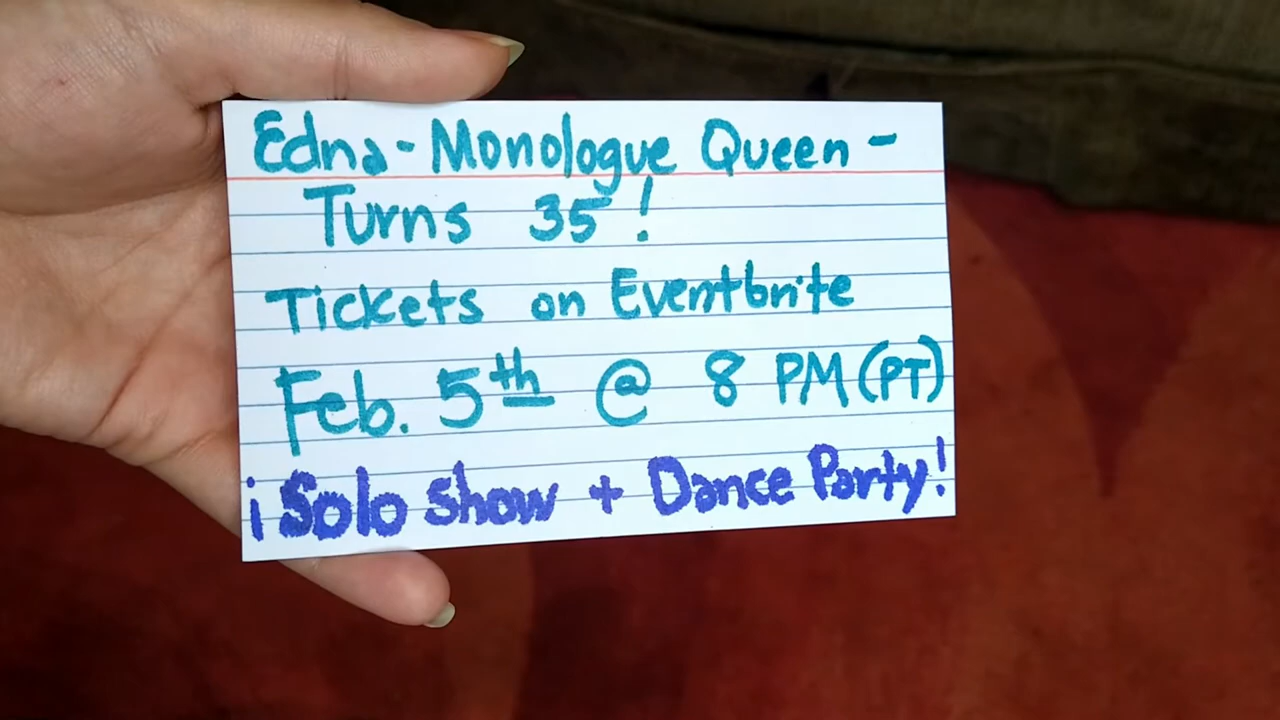 Edna - Monologue Queen -
Turns 35!
Tickets on Eventbrite
Feb. 5th @ 8 PM (PT)
¡Solo Show + Dance Party!